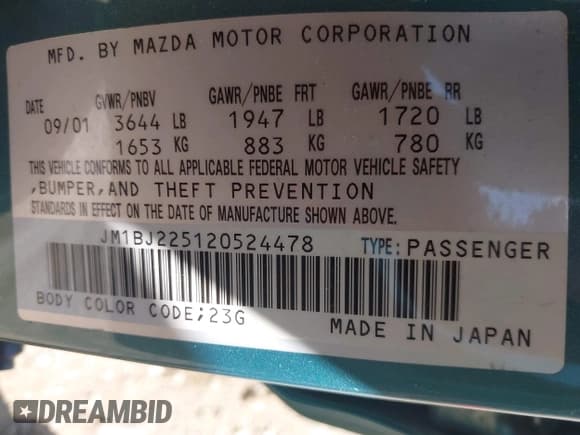 MFD. BY MAZDA MOTOR CORPORATION
DATE GVWR/PNBV GAWR/PNBE FRT GAWR/PNBE RR
09/01 3644 LB 1947 LB 1720 LB
1653 KG 883 KG 780 KG
THIS VEHICLE CONFORMS TO ALL APPLICABLE FEDERAL MOTOR VEHICLE SAFETY
,BUMPER,AND THEFT PREVENTION
STANDARDS IN EFFECT ON THE DATE OF MANUFACTURE SHOWN ABOVE.
JM1BJ225120524478 TYPE:PASSENGER
BODY COLOR CODE;23G
MADE IN JAPAN
DREAMBID